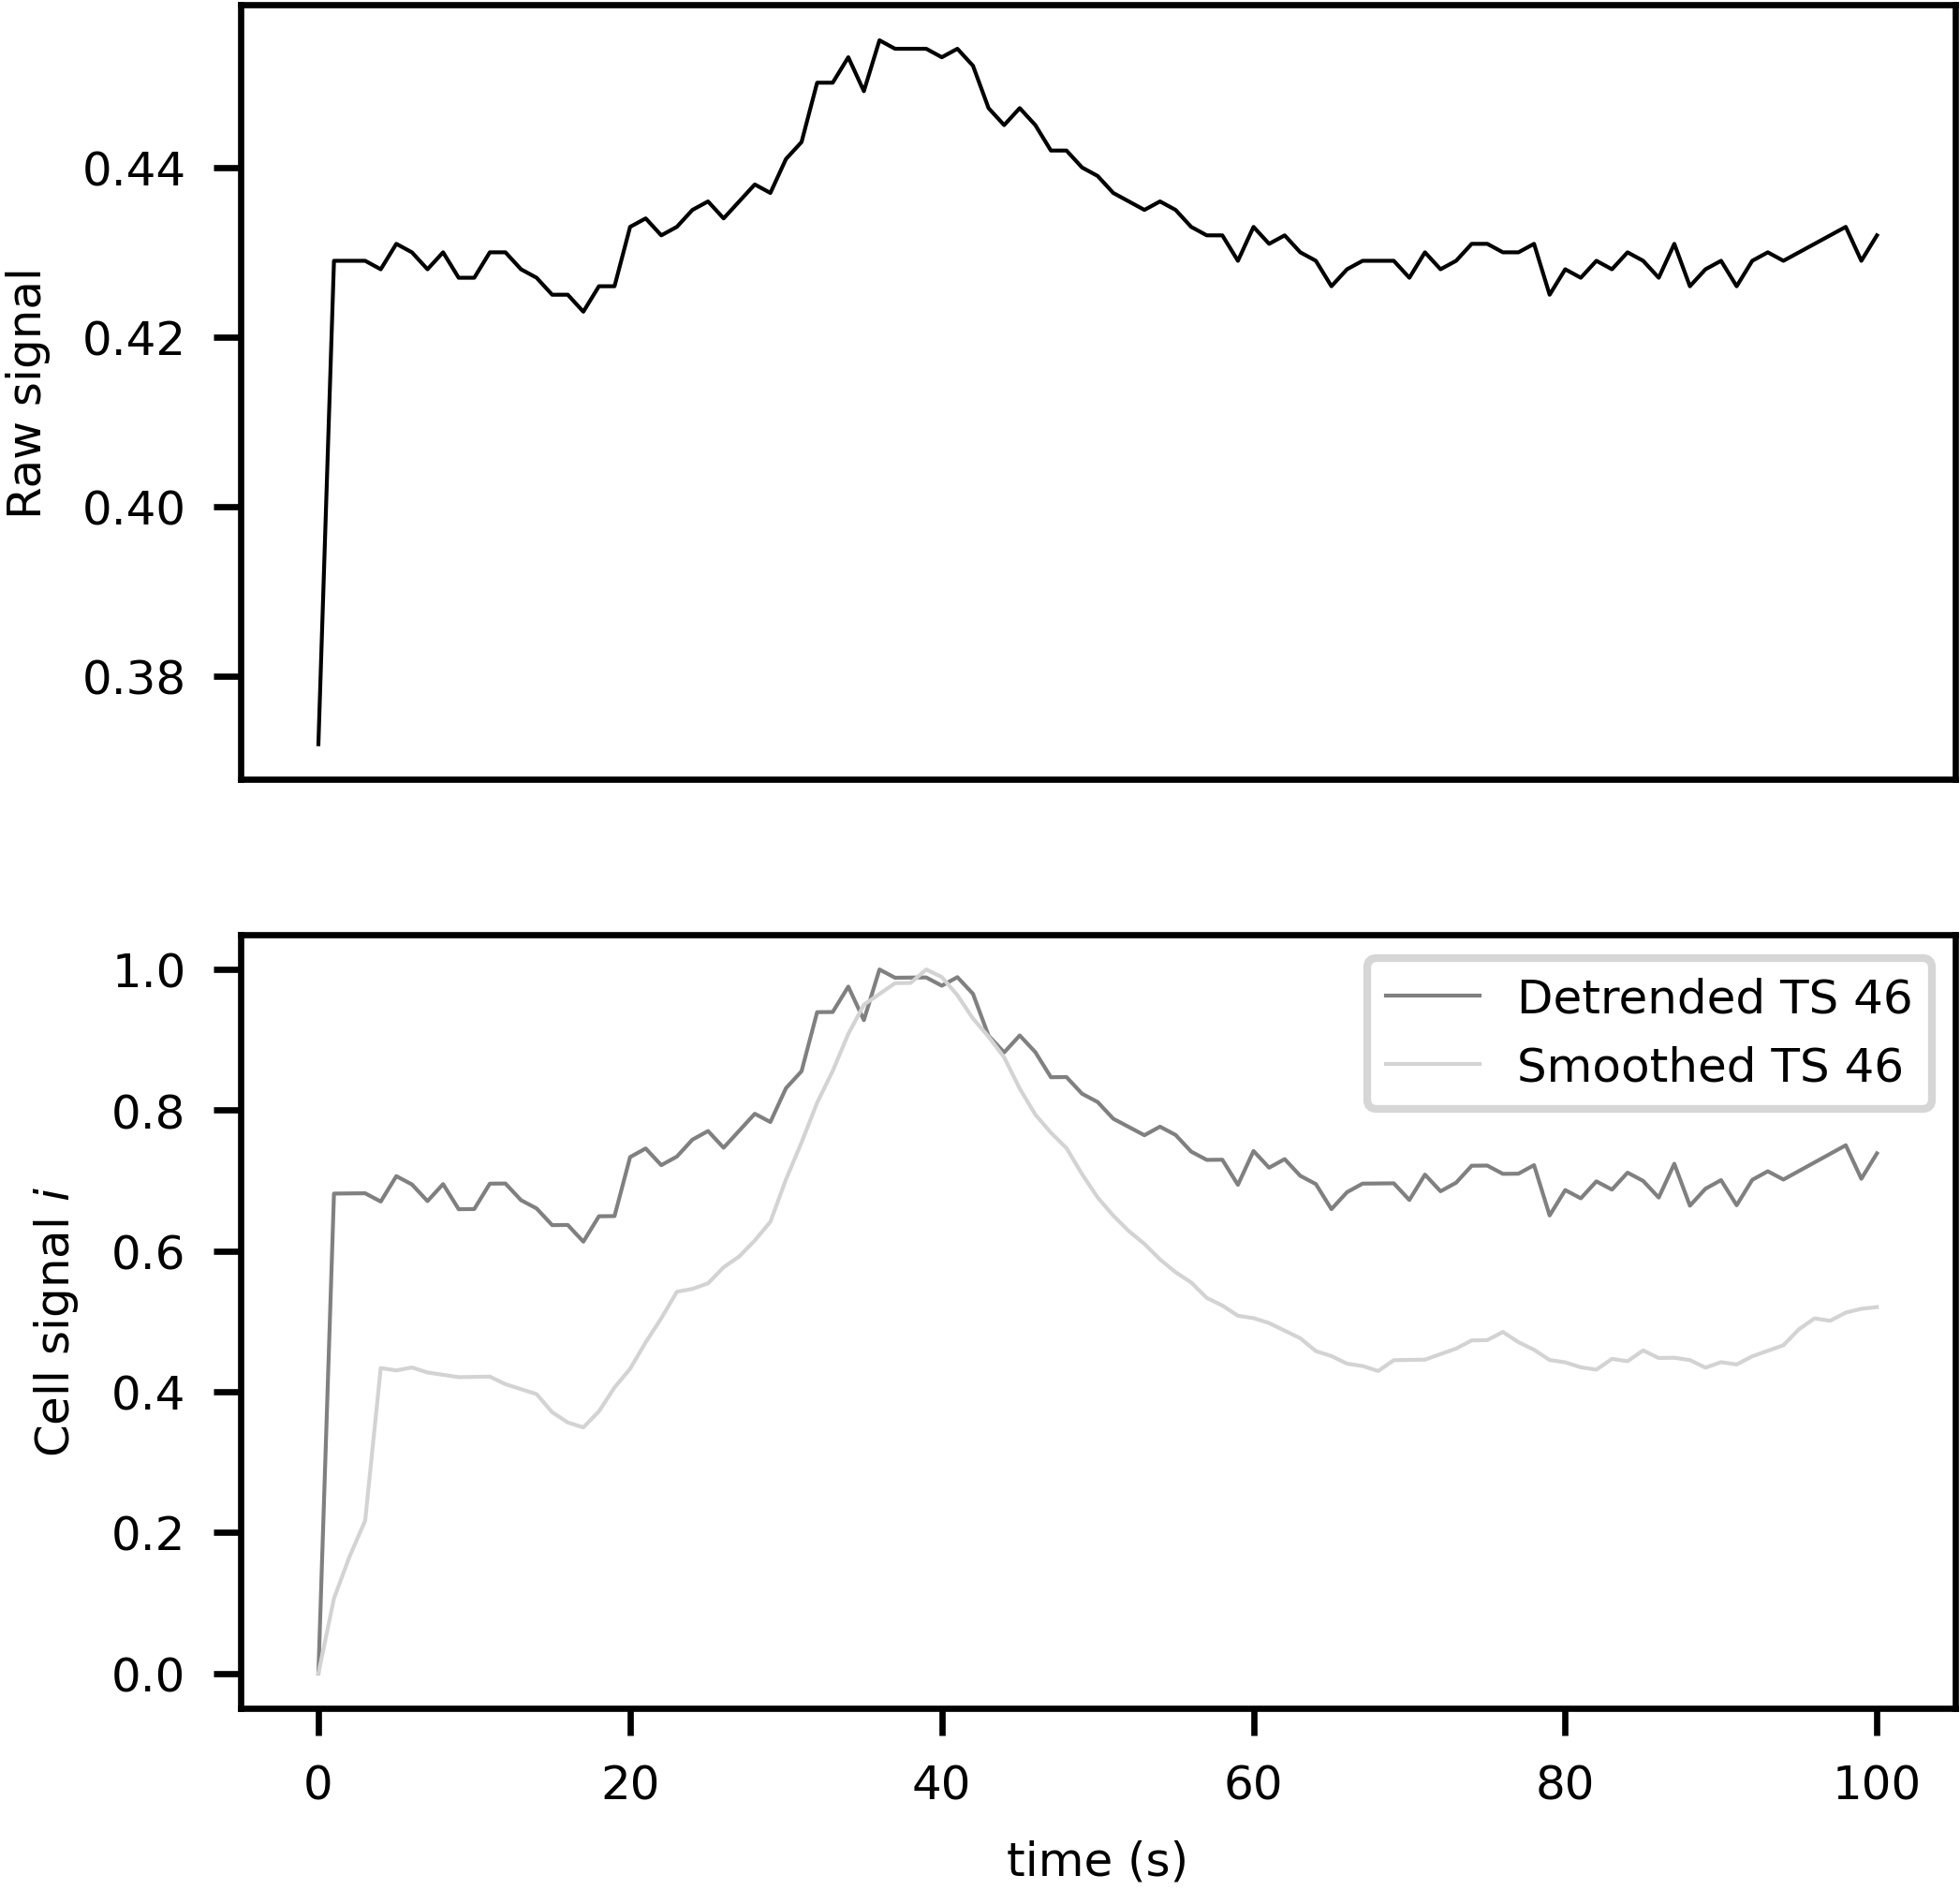 Raw signal
0.44
0.42
0.40
0.38
Cell signal i
1.0
0.8
0.6
0.4
0.2
0.0
Detrended TS 46
Smoothed TS 46
0 20 40 60 80 100
time (s)